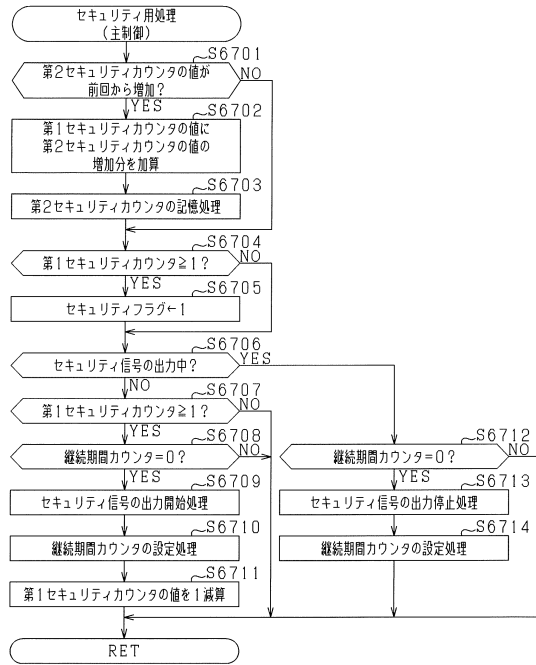 セキュリティ用処理
(主制御)
S6701
第2セキュリティカウンタの値が
前回から増加?
NO
YES
S6702
第1セキュリティカウンタの値に
第2セキュリティカウンタの値の
増加分を加算
S6703
第2セキュリティカウンタの記憶処理
S6704
第1セキュリティカウンタ≧1?
NO
YES
S6705
セキュリティフラグ←1
S6706
セキュリティ信号の出力中?
YES
NO
S6707
第1セキュリティカウンタ≧1?
NO
YES
S6708
継続期間カウンタ=0?
NO
YES
S6709
セキュリティ信号の出力開始処理
S6710
継続期間カウンタの設定処理
S6711
第1セキュリティカウンタの値を1減算
S6712
継続期間カウンタ=0?
NO
YES
S6713
セキュリティ信号の出力停止処理
S6714
継続期間カウンタの設定処理
RET